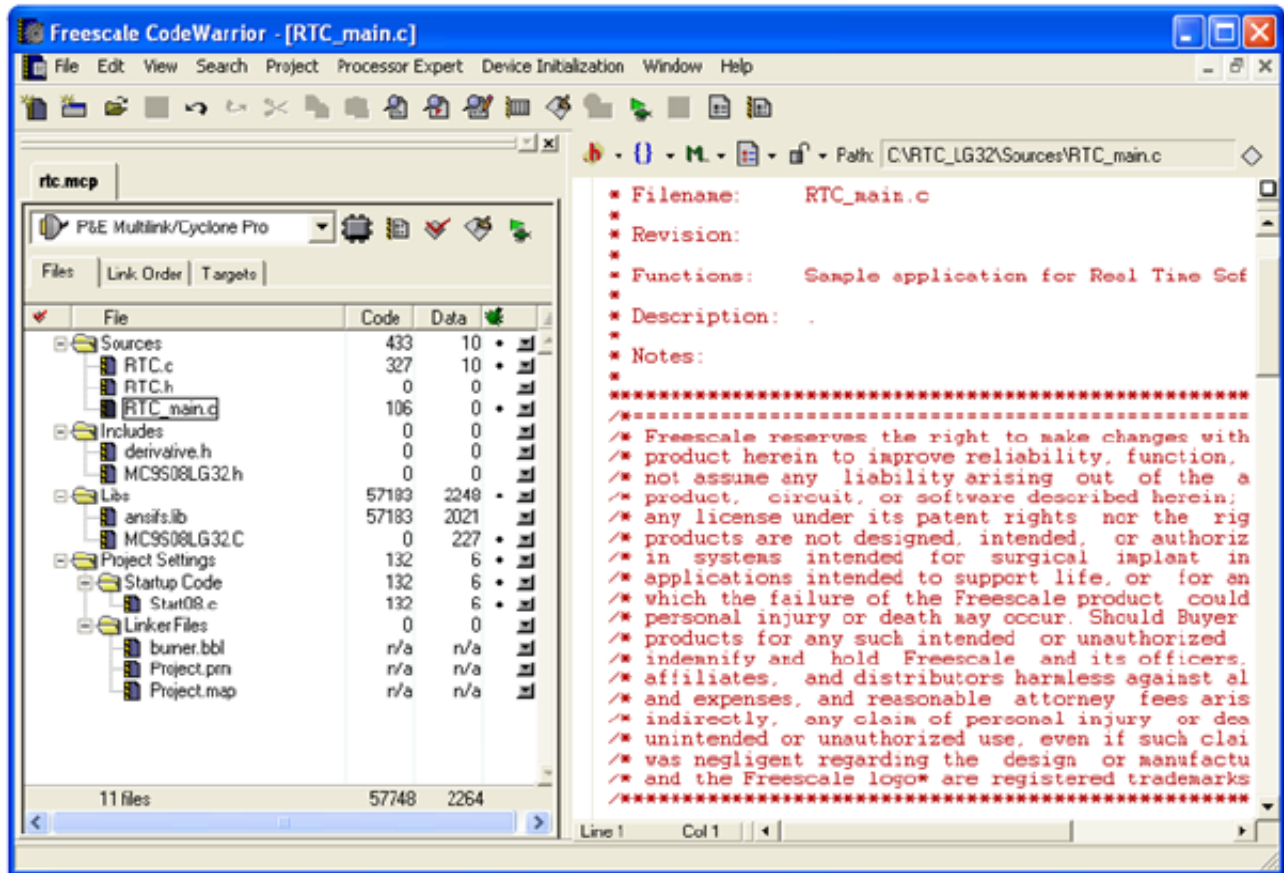 Freescale CodeWarrior - [RTC_main.c]
File Edit View Search Project Processor Expert Device Initialization Window Help
Path: C:\RTC_LG32\Sources\RTC_main.c
rtc.mcp
P&E Multilink/Cyclone Pro
Files Link Order Targets
File Code Data
Sources 433 10
RTC.c 327 10
RTC.h 0 0
RTC_main.c 106 0
Includes 0 0
derivative.h 0 0
MC9S08LG32.h 0 0
Libs 57183 2248
ansifs.lib 57183 2021
MC9S08LG32.C 0 227
Project Settings 132 6
Startup Code 132 6
Start08.c 132 6
Linker Files 0 0
burner.bbl n/a n/a
Project.prm n/a n/a
Project.map n/a n/a
11 files 57748 2264
* Filename: RTC_main.c
*
* Revision:
*
* Functions: Sample application for Real Time Sof
*
* Description: .
*
* Notes:
*
****************************************************
/*==================================================
/* Freescale reserves the right to make changes with
/* product herein to improve reliability, function,
/* not assume any liability arising out of the a
/* product, circuit, or software described herein;
/* any license under its patent rights nor the rig
/* products are not designed, intended, or authoriz
/* in systems intended for surgical implant in
/* applications intended to support life, or for an
/* which the failure of the Freescale product could
/* personal injury or death may occur. Should Buyer
/* products for any such intended or unauthorized
/* indemnify and hold Freescale and its officers,
/* affiliates, and distributors harmless against al
/* and expenses, and reasonable attorney fees aris
/* indirectly, any claim of personal injury or dea
/* unintended or unauthorized use, even if such clai
/* was negligent regarding the design or manufactu
/* and the Freescale logo* are registered trademarks
/***************************************************
Line 1 Col 1